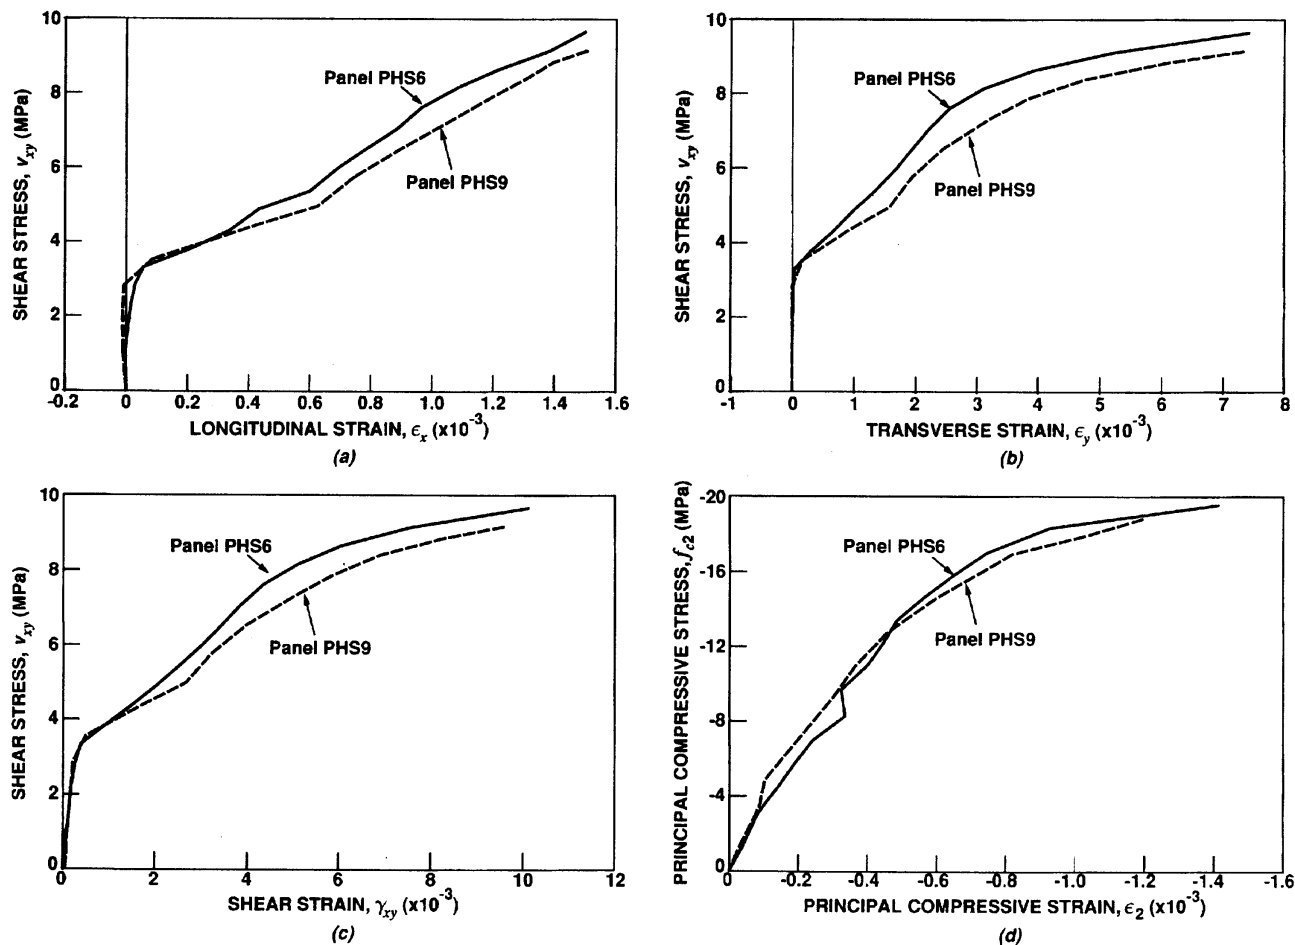 10
8
6
4
2
0
SHEAR STRESS, vxy (MPa)
Panel PHS6
Panel PHS9
-0.2 0 0.2 0.4 0.6 0.8 1.0 1.2 1.4 1.6
LONGITUDINAL STRAIN, ϵx (x10-3)
(a)
10
8
6
4
2
0
SHEAR STRESS, vxy (MPa)
Panel PHS6
Panel PHS9
-1 0 1 2 3 4 5 6 7 8
TRANSVERSE STRAIN, ϵy (x10-3)
(b)
10
8
6
4
2
0
SHEAR STRESS, vxy (MPa)
Panel PHS6
Panel PHS9
0 2 4 6 8 10 12
SHEAR STRAIN, γxy (x10-3)
(c)
-20
-16
-12
-8
-4
0
PRINCIPAL COMPRESSIVE STRESS, fc2 (MPa)
Panel PHS6
Panel PHS9
0 -0.2 -0.4 -0.6 -0.8 -1.0 -1.2 -1.4 -1.6
PRINCIPAL COMPRESSIVE STRAIN, ϵ2 (x10-3)
(d)